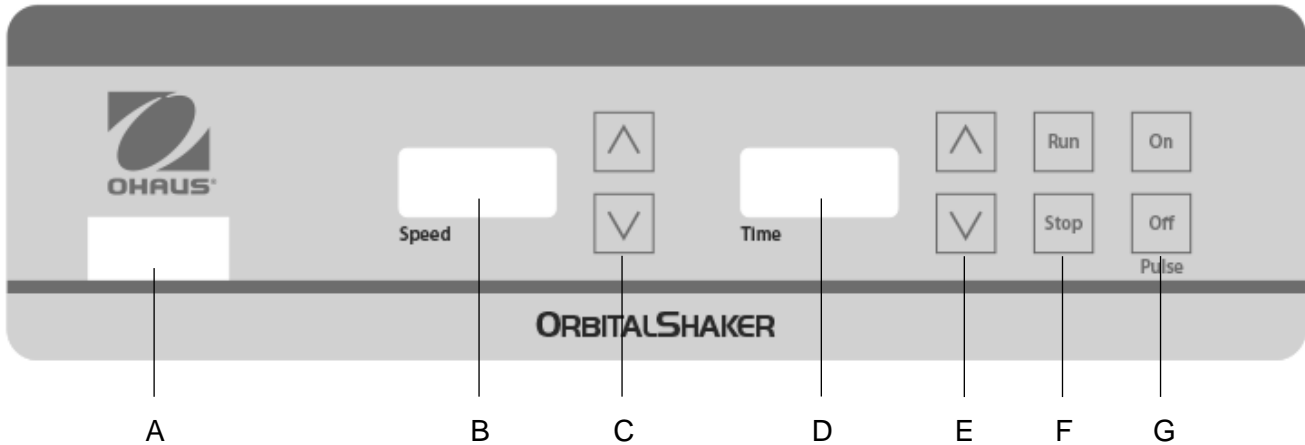 OHAUS®
Speed
Time
Run
On
Stop
Off
Pulse
ORBITALSHAKER
A B C D E F G